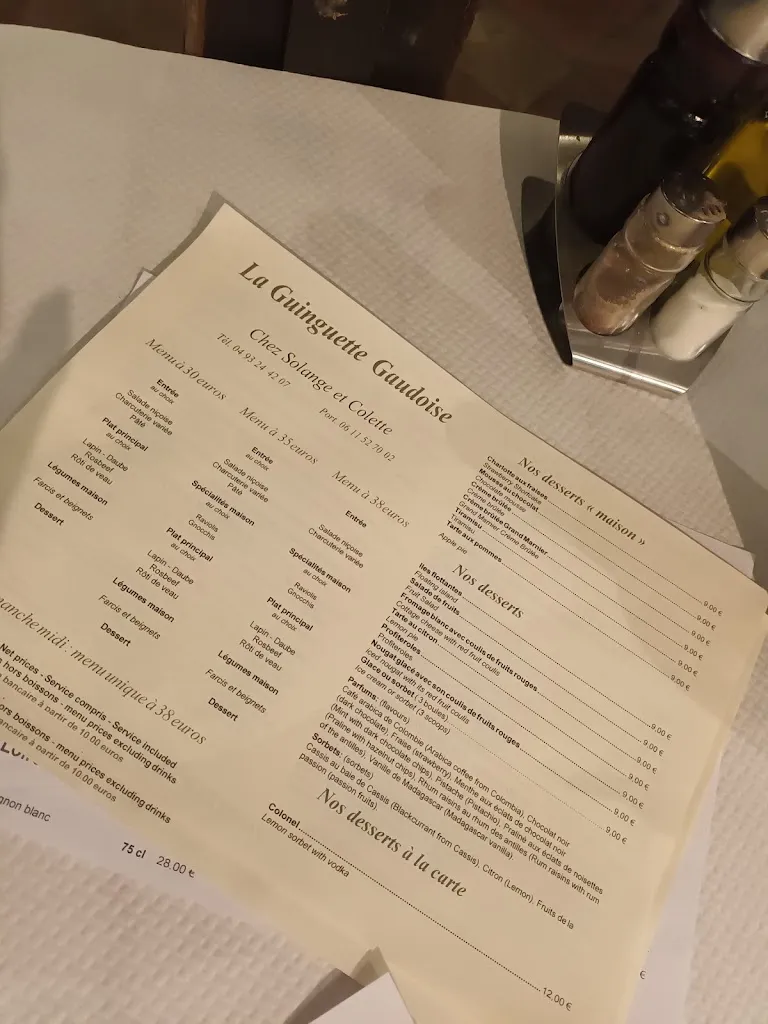 La Guinguette Gaudoise
Chez Solange et Colette
Tél. 04 93 24 42 07
Port. 06 11 52 70 02
Menu à 30 euros
Entrée
au choix
Salade niçoise
Charcuterie variée
Pâté
Plat principal
au choix
Lapin - Daube
Rosbeef
Rôti de veau
Légumes maison
Farcis et beignets
Dessert
Menu à 35 euros
Entrée
au choix
Salade niçoise
Charcuterie variée
Pâté
Spécialités maison
au choix
Raviolis
Gnocchis
Plat principal
au choix
Lapin - Daube
Rosbeef
Rôti de veau
Légumes maison
Farcis et beignets
Dessert
Menu à 38 euros
Entrée
Salade niçoise
Charcuterie variée
Spécialités maison
au choix
Raviolis
Gnocchis
Plat principal
au choix
Lapin - Daube
Rosbeef
Rôti de veau
Légumes maison
Farcis et beignets
Dessert
manche midi : menu unique à 38 euros
Net prices - Service compris - Service included
hors boissons - menu prices excluding drinks
bancaire à partir de 10.00 euros
Nos desserts « maison »
Charlotte aux fraises 9,00 €
Strawberry Shortcake
Mousse au chocolat 9,00 €
Chocolate mousse
Crème brûlée 9,00 €
Crème Brûlée
Crème brûlée Grand Marnier 9,00 €
Grand Marnier Crème Brûlée
Tiramisu 9,00 €
Tiramisu
Tarte aux pommes 9,00 €
Apple pie
Nos desserts
Iles flottantes 9,00 €
Floating island
Salade de fruits 9,00 €
Fruit Salad
Fromage blanc avec coulis de fruits rouges 9,00 €
Cottage cheese with red fruit coulis
Tarte au citron 9,00 €
Lemon pie
Profiteroles 9,00 €
Profiteroles
Nougat glacé avec son coulis de fruits rouges 9,00 €
Iced nougat with its red fruit coulis
Glace ou sorbet (3 boules) 9,00 €
Ice cream or sorbet (3 scoops)
Parfums: (flavours)
Café arabica de Colombie (Arabica coffee from Colombia), Chocolat noir
(dark chocolate), Fraise (strawberry), Menthe aux éclats de chocolat noir
(Mint with dark chocolate chips), Pistache (Pistachio), Praliné aux éclats de noisettes
(Praline with hazelnut chips), Rhum raisins au rhum des antilles (Rum raisins with rum
of the antilles), Vanille de Madagascar (Madagascar vanilla).
Sorbets: (sorbets)
Cassis au baie de Cassis (Blackcurrant from Cassis), Citron (Lemon), Fruits de la
passion (passion fruits).
Nos desserts à la carte
Colonel 12,00 €
Lemon sorbet with vodka
hors boissons - menu prices excluding drinks
ancaire à partir de 10.00 euros
gnon blanc
75 cl 28.00 €
€